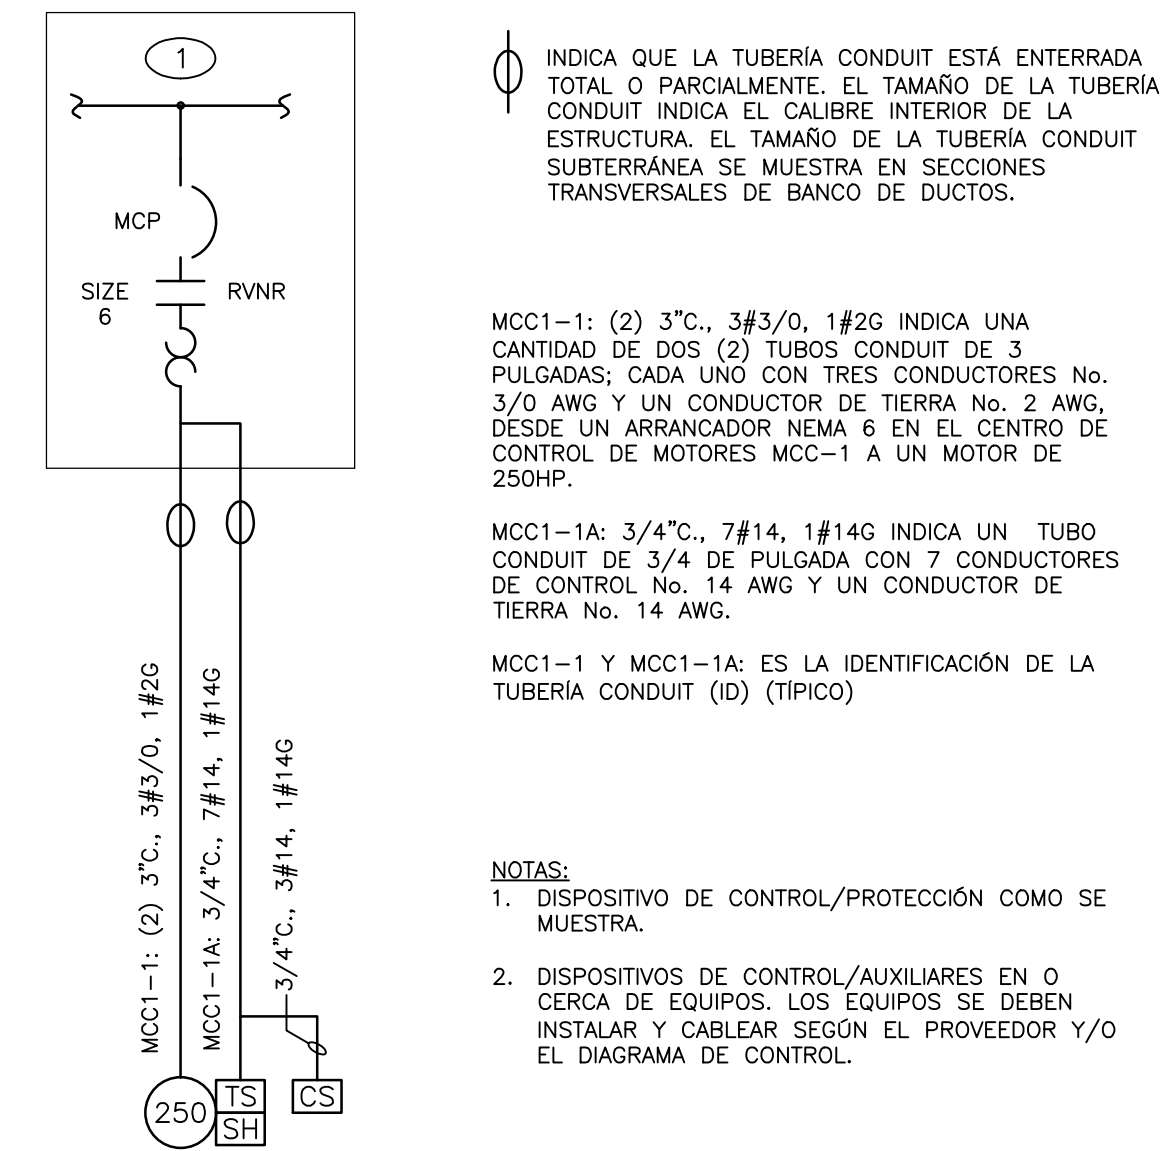 1
MCP
SIZE
6
RVNR
MCC1-1: (2) 3"C., 3#3/0, 1#2G
MCC1-1A: 3/4"C., 7#14, 1#14G
3/4"C., 3#14, 1#14G
250
TS
SH
CS
INDICA QUE LA TUBERÍA CONDUIT ESTÁ ENTERRADA
TOTAL O PARCIALMENTE. EL TAMAÑO DE LA TUBERÍA
CONDUIT INDICA EL CALIBRE INTERIOR DE LA
ESTRUCTURA. EL TAMAÑO DE LA TUBERÍA CONDUIT
SUBTERRÁNEA SE MUESTRA EN SECCIONES
TRANSVERSALES DE BANCO DE DUCTOS.
MCC1-1: (2) 3"C., 3#3/0, 1#2G INDICA UNA
CANTIDAD DE DOS (2) TUBOS CONDUIT DE 3
PULGADAS; CADA UNO CON TRES CONDUCTORES No.
3/0 AWG Y UN CONDUCTOR DE TIERRA No. 2 AWG,
DESDE UN ARRANCADOR NEMA 6 EN EL CENTRO DE
CONTROL DE MOTORES MCC-1 A UN MOTOR DE
250HP.
MCC1-1A: 3/4"C., 7#14, 1#14G INDICA UN TUBO
CONDUIT DE 3/4 DE PULGADA CON 7 CONDUCTORES
DE CONTROL No. 14 AWG Y UN CONDUCTOR DE
TIERRA No. 14 AWG.
MCC1-1 Y MCC1-1A: ES LA IDENTIFICACIÓN DE LA
TUBERÍA CONDUIT (ID) (TÍPICO)
NOTAS:
1. DISPOSITIVO DE CONTROL/PROTECCIÓN COMO SE
MUESTRA.
2. DISPOSITIVOS DE CONTROL/AUXILIARES EN O
CERCA DE EQUIPOS. LOS EQUIPOS SE DEBEN
INSTALAR Y CABLEAR SEGÚN EL PROVEEDOR Y/O
EL DIAGRAMA DE CONTROL.